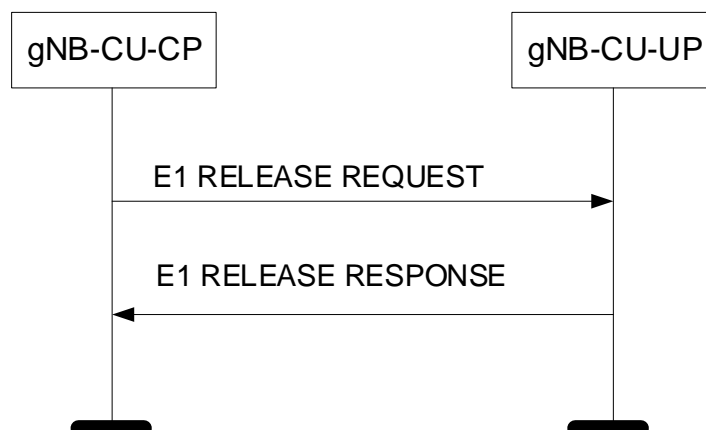 gNB-CU-CP
gNB-CU-UP
E1 RELEASE REQUEST
E1 RELEASE RESPONSE